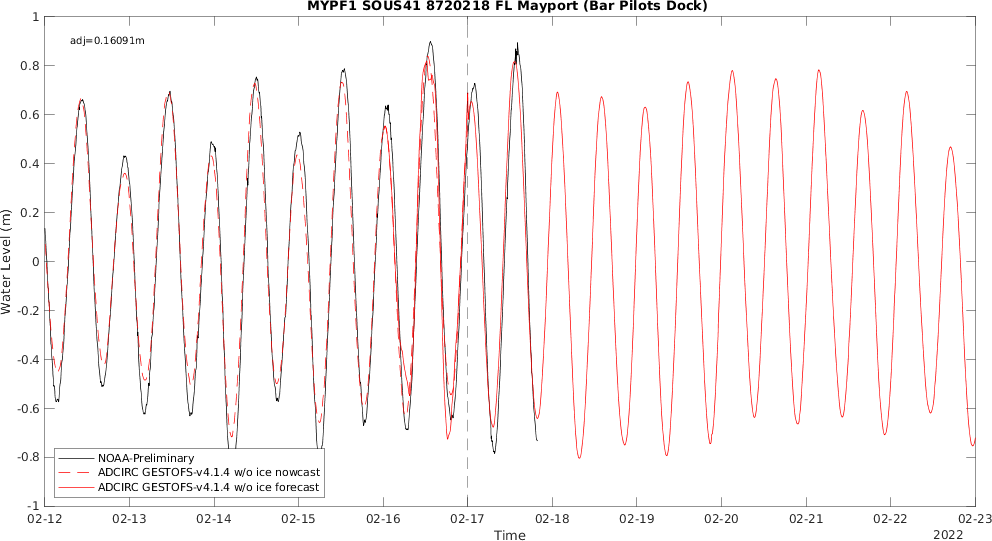 MYPF1 SOUS41 8720218 FL Mayport (Bar Pilots Dock)
adj=0.16091m
1
0.8
0.6
0.4
0.2
0
-0.2
-0.4
-0.6
-0.8
-1
Water Level (m)
NOAA-Preliminary
ADCIRC GESTOFS-v4.1.4 w/o ice nowcast
ADCIRC GESTOFS-v4.1.4 w/o ice forecast
02-12 02-13 02-14 02-15 02-16 02-17 02-18 02-19 02-20 02-21 02-22 02-23
Time
2022